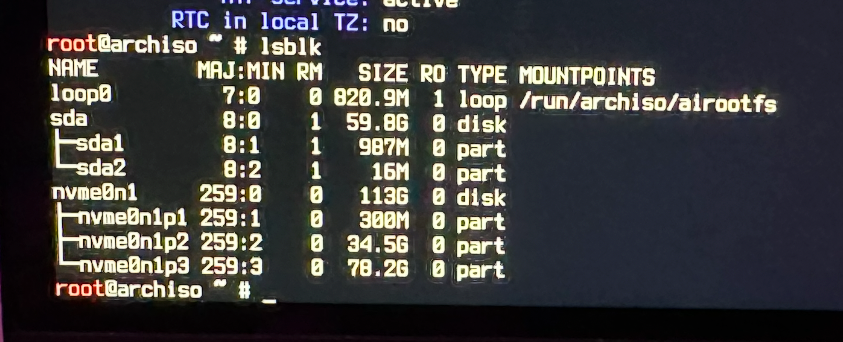 active
RTC in local TZ: no
root@archiso ~ # lsblk
NAME MAJ:MIN RM SIZE RO TYPE MOUNTPOINTS
loop0 7:0 0 820.9M 1 loop /run/archiso/airootfs
sda 8:0 1 59.8G 0 disk
├─sda1 8:1 1 987M 0 part
└─sda2 8:2 1 16M 0 part
nvme0n1 259:0 0 113G 0 disk
├─nvme0n1p1 259:1 0 300M 0 part
├─nvme0n1p2 259:2 0 34.5G 0 part
└─nvme0n1p3 259:3 0 78.2G 0 part
root@archiso ~ # _